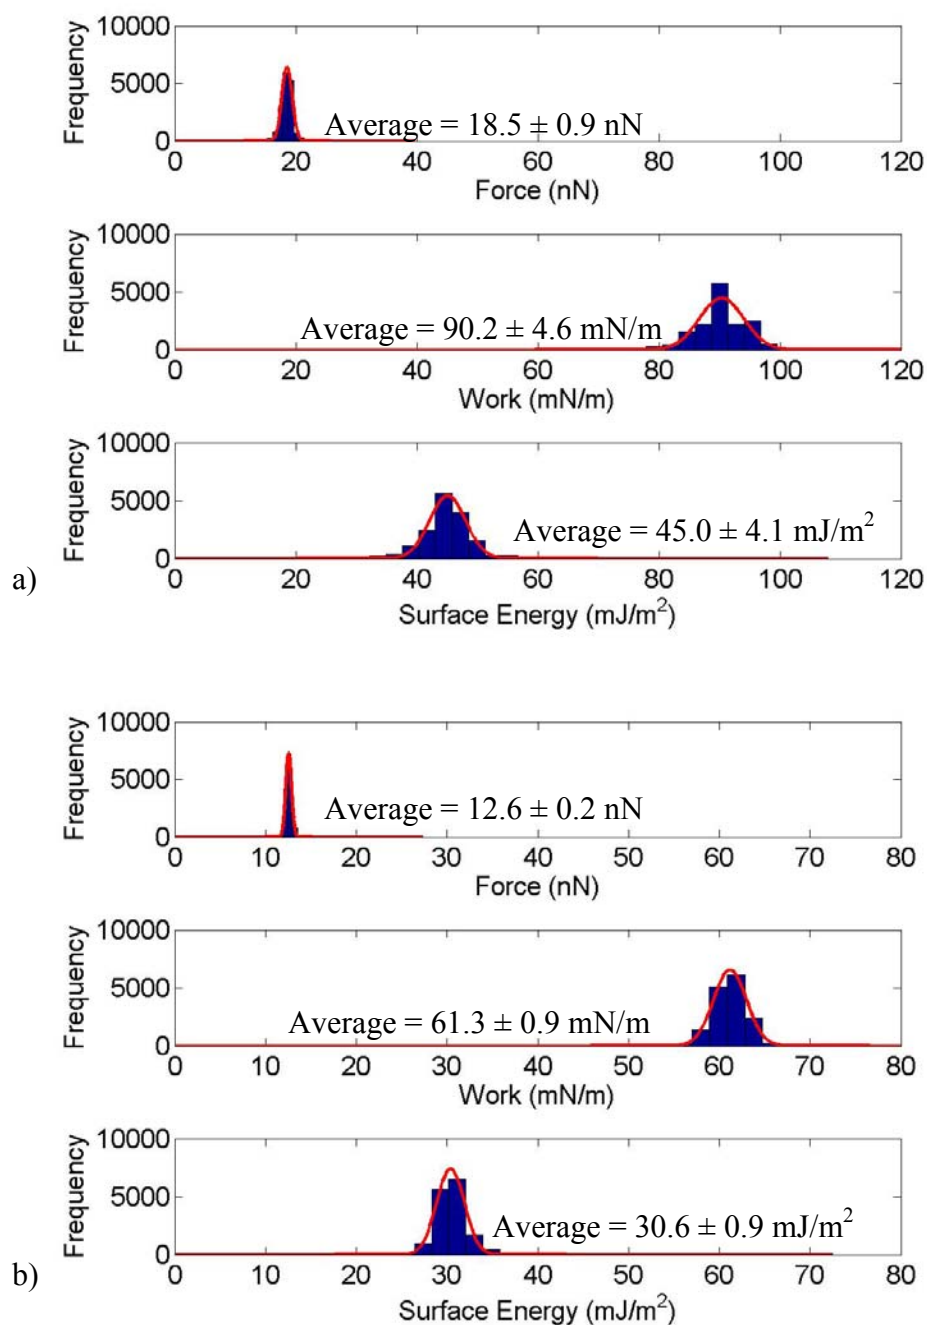 10000
5000
0
Frequency
Average = 18.5 ± 0.9 nN
0 20 40 60 80 100 120
Force (nN)
10000
5000
0
Frequency
Average = 90.2 ± 4.6 mN/m
0 20 40 60 80 100 120
Work (mN/m)
10000
5000
0
Frequency
Average = 45.0 ± 4.1 mJ/m²
0 20 40 60 80 100 120
a)
Surface Energy (mJ/m²)
10000
5000
0
Frequency
Average = 12.6 ± 0.2 nN
0 10 20 30 40 50 60 70 80
Force (nN)
10000
5000
0
Frequency
Average = 61.3 ± 0.9 mN/m
0 10 20 30 40 50 60 70 80
Work (mN/m)
10000
5000
0
Frequency
Average = 30.6 ± 0.9 mJ/m²
0 10 20 30 40 50 60 70 80
b)
Surface Energy (mJ/m²)